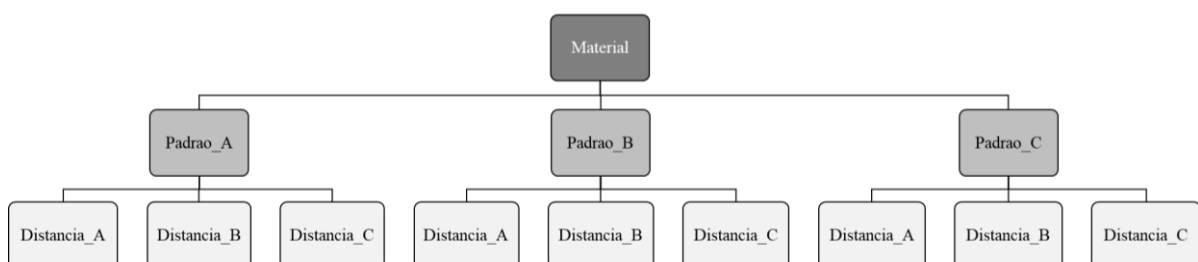 Material
Padrao_A
Padrao_B
Padrao_C
Distancia_A
Distancia_B
Distancia_C
Distancia_A
Distancia_B
Distancia_C
Distancia_A
Distancia_B
Distancia_C